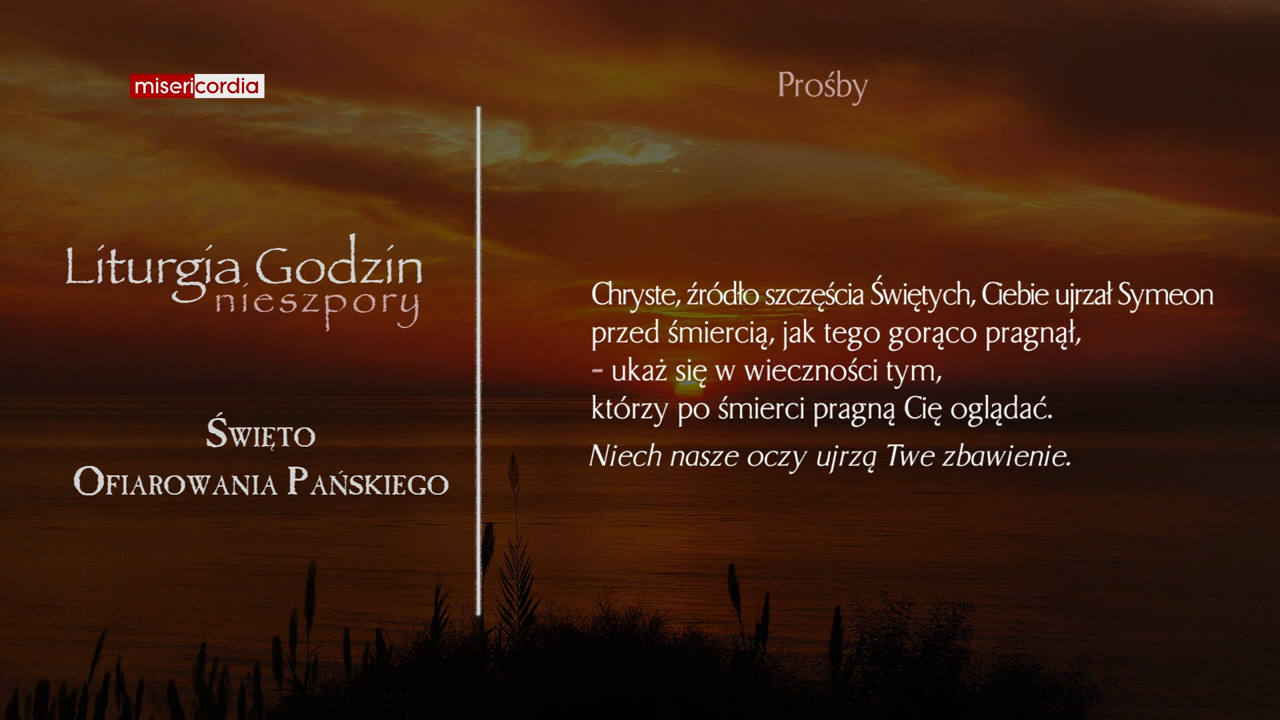 misericordia
Prośby
Liturgia Godzin
nieszpory
Święto
Ofiarowania Pańskiego
Chryste, źródło szczęścia Świętych, Ciebie ujrzał Symeon
przed śmiercią, jak tego gorąco pragnął,
- ukaż się w wieczności tym,
którzy po śmierci pragną Cię oglądać.
Niech nasze oczy ujrzą Twe zbawienie.